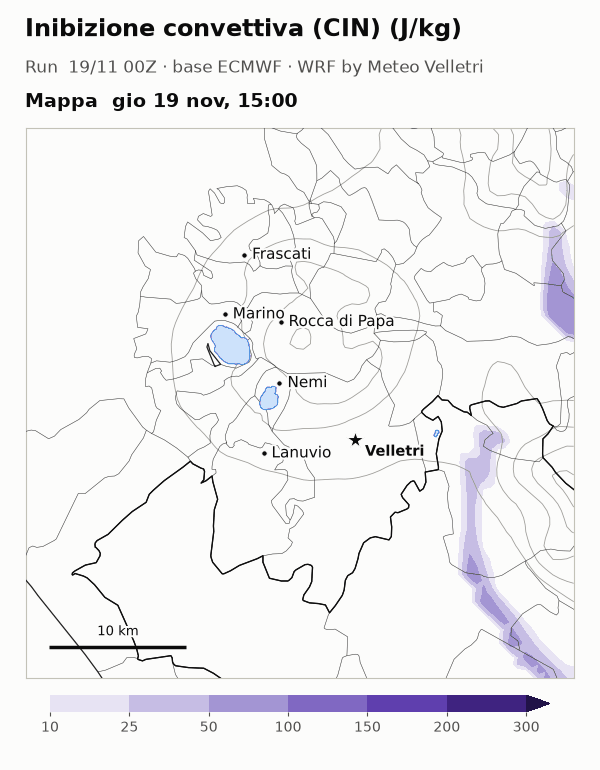 Inibizione convettiva (CIN) (J/kg)
Run  19/11 00Z · base ECMWF · WRF by Meteo Velletri
Mappa  gio 19 nov, 15:00
Frascati
Marino
Rocca di Papa
Nemi
Velletri
Lanuvio
10 km
10 25 50 100 150 200 300